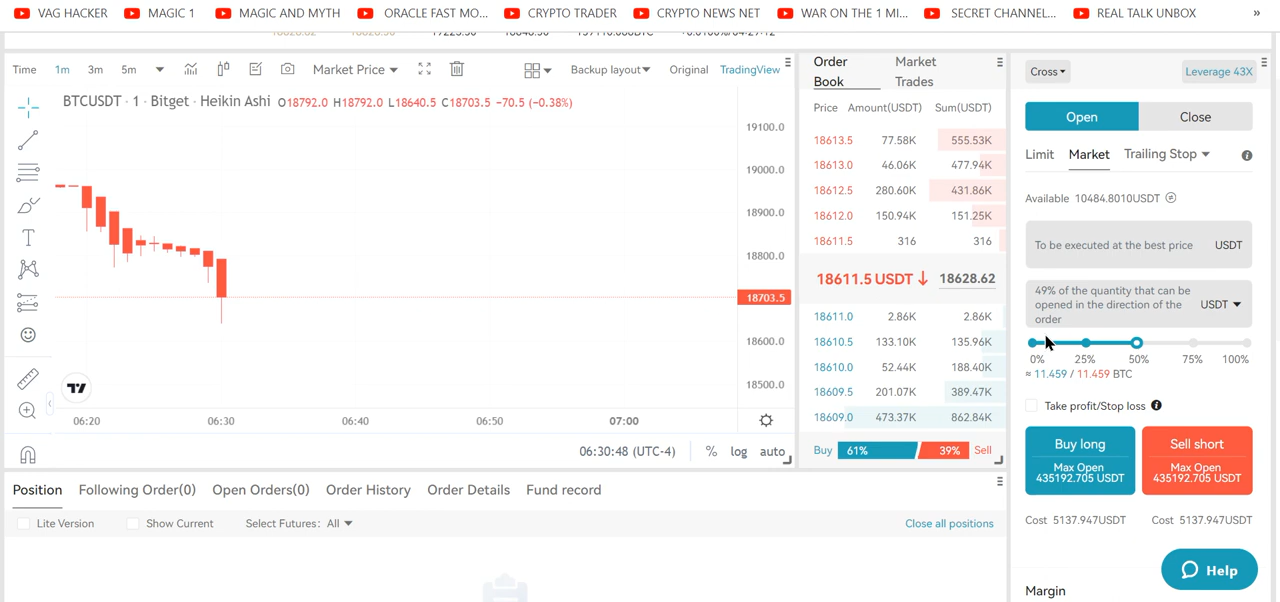 VAG HACKER MAGIC 1 MAGIC AND MYTH ORACLE FAST MO... CRYPTO TRADER CRYPTO NEWS NET WAR ON THE 1 MI... SECRET CHANNEL... REAL TALK UNBOX »
Time 1m 3m 5m Market Price Backup layout Original TradingView
BTCUSDT · 1 · Bitget · Heikin Ashi O18792.0 H18792.0 L18640.5 C18703.5 −70.5 (−0.38%)
19100.0
19000.0
18900.0
18800.0
18703.5
18600.0
18500.0
06:20 06:30 06:40 06:50 07:00
06:30:48 (UTC-4) % log auto
Order Book Market Trades
Price Amount(USDT) Sum(USDT)
18613.5 77.58K 555.53K
18613.0 46.06K 477.94K
18612.5 280.60K 431.86K
18612.0 150.94K 151.25K
18611.5 316 316
18611.5 USDT ↓ 18628.62
18611.0 2.86K 2.86K
18610.5 133.10K 135.96K
18610.0 52.44K 188.40K
18609.5 201.07K 389.47K
18609.0 473.37K 862.84K
Buy 61% 39% Sell
Cross Leverage 43X
Open Close
Limit Market Trailing Stop
Available 10484.8010USDT
To be executed at the best price USDT
49% of the quantity that can be
opened in the direction of the USDT
order
0% 25% 50% 75% 100%
≈ 11.459 / 11.459 BTC
Take profit/Stop loss
Buy long Sell short
Max Open Max Open
435192.705 USDT 435192.705 USDT
Cost 5137.947USDT Cost 5137.947USDT
Help
Margin
Position Following Order(0) Open Orders(0) Order History Order Details Fund record
Lite Version Show Current Select Futures: All Close all positions